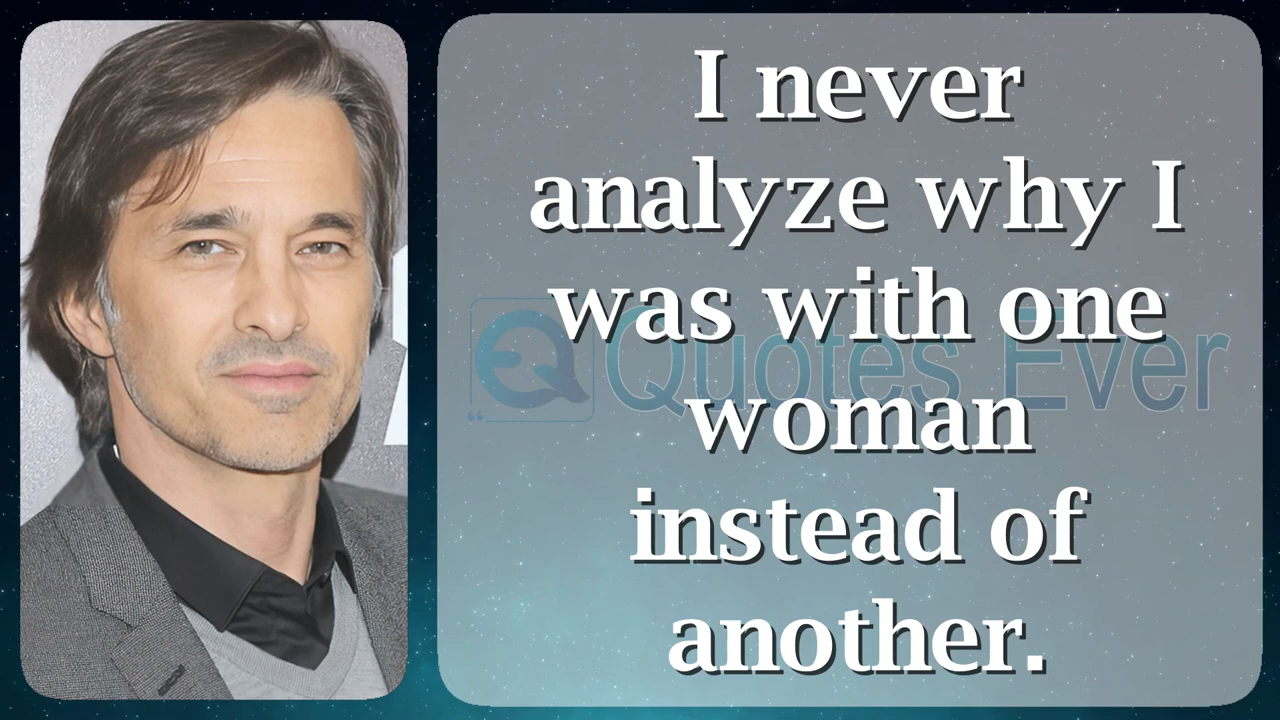 I never
analyze why I
was with one
Quotes Ever
woman
instead of
another.